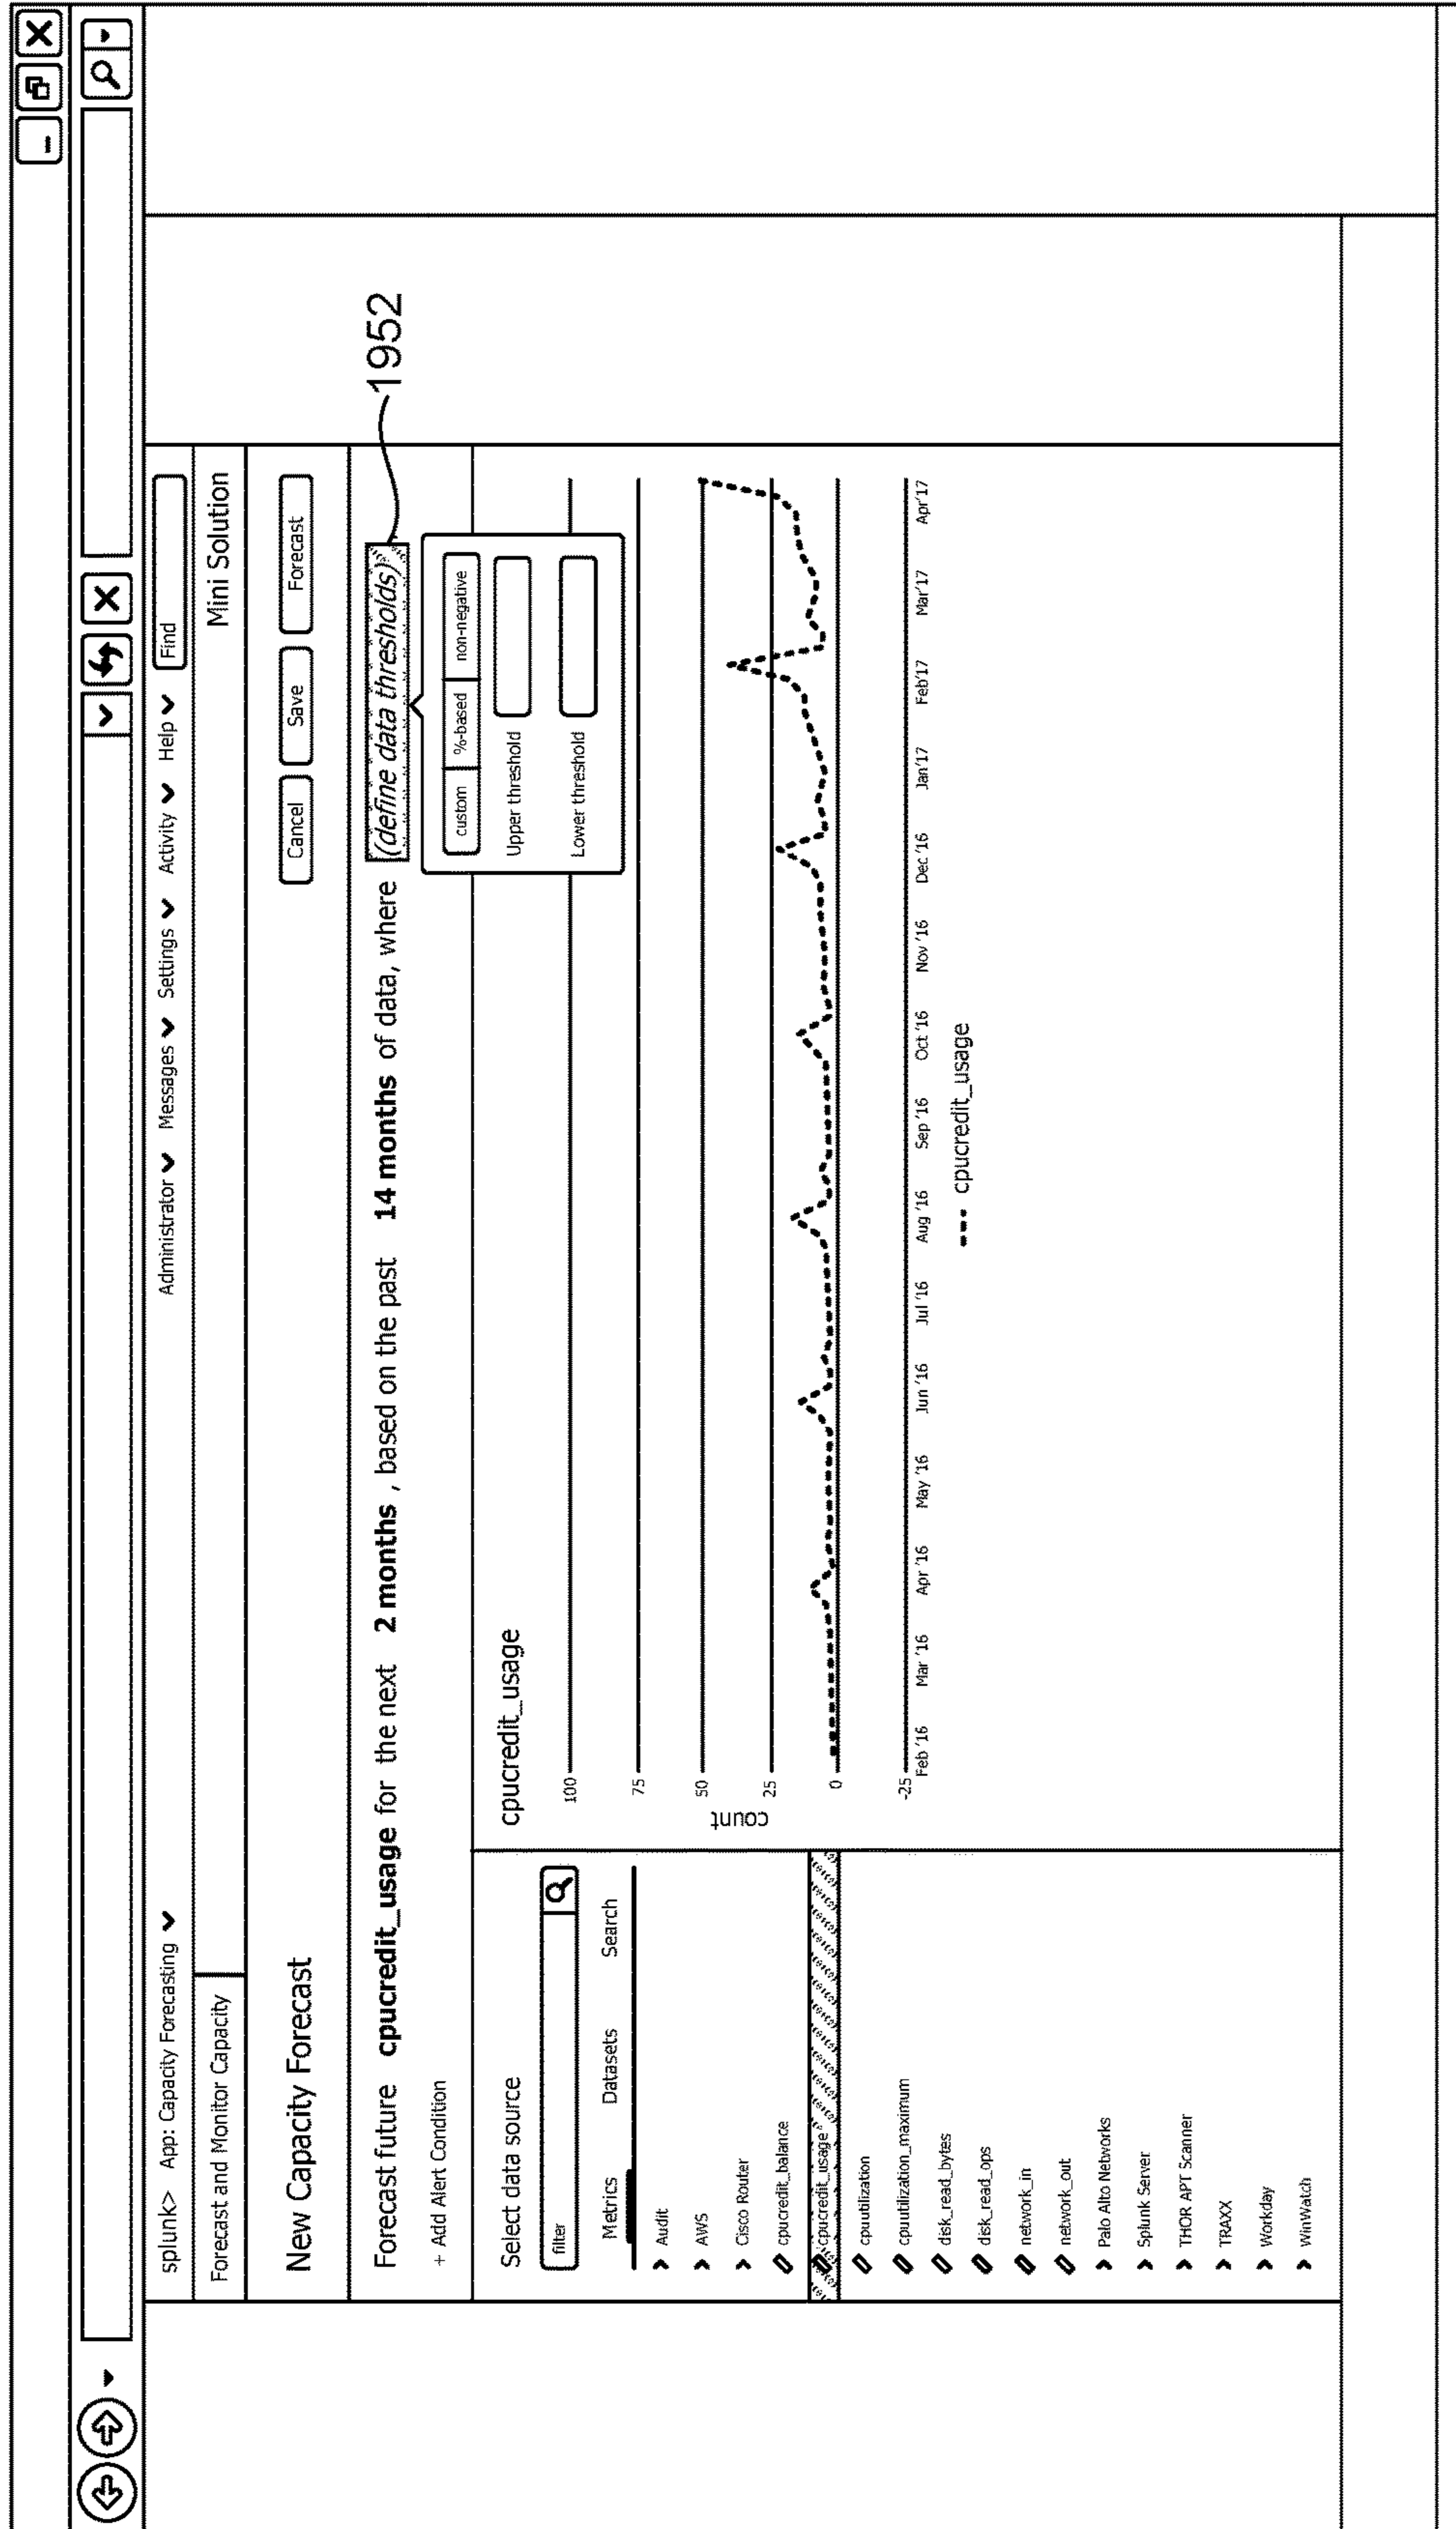 splunk> App: Capacity Forecasting Administrator Messages Settings Activity Help Find
Forecast and Monitor Capacity Mini Solution
New Capacity Forecast Cancel Save Forecast
Forecast future cpucredit_usage for the next 2 months , based on the past 14 months of data, where (define data thresholds)
1952
+ Add Alert Condition
custom %-based non-negative
Upper threshold
Lower threshold
Select data source
filter
Metrics Datasets Search
Audit
AWS
Cisco Router
cpucredit_balance
cpucredit_usage
cpuutilization
cpuutilization_maximum
disk_read_bytes
disk_read_ops
network_in
network_out
Palo Alto Networks
Splunk Server
THOR APT Scanner
TRAXX
Workday
WinWatch
cpucredit_usage
100
75
50
25
0
-25
count
Feb '16 Mar '16 Apr '16 May '16 Jun '16 Jul '16 Aug '16 Sep '16 Oct '16 Nov '16 Dec '16 Jan'17 Feb'17 Mar'17 Apr'17
cpucredit_usage